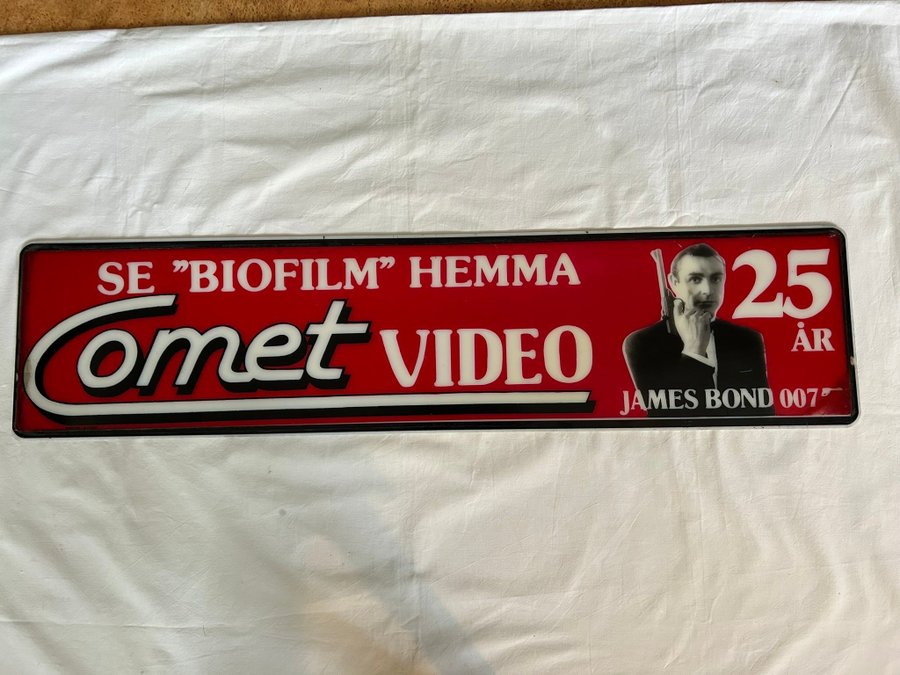 SE ”BIOFILM” HEMMA
Comet VIDEO
25
ÅR
JAMES BOND 007